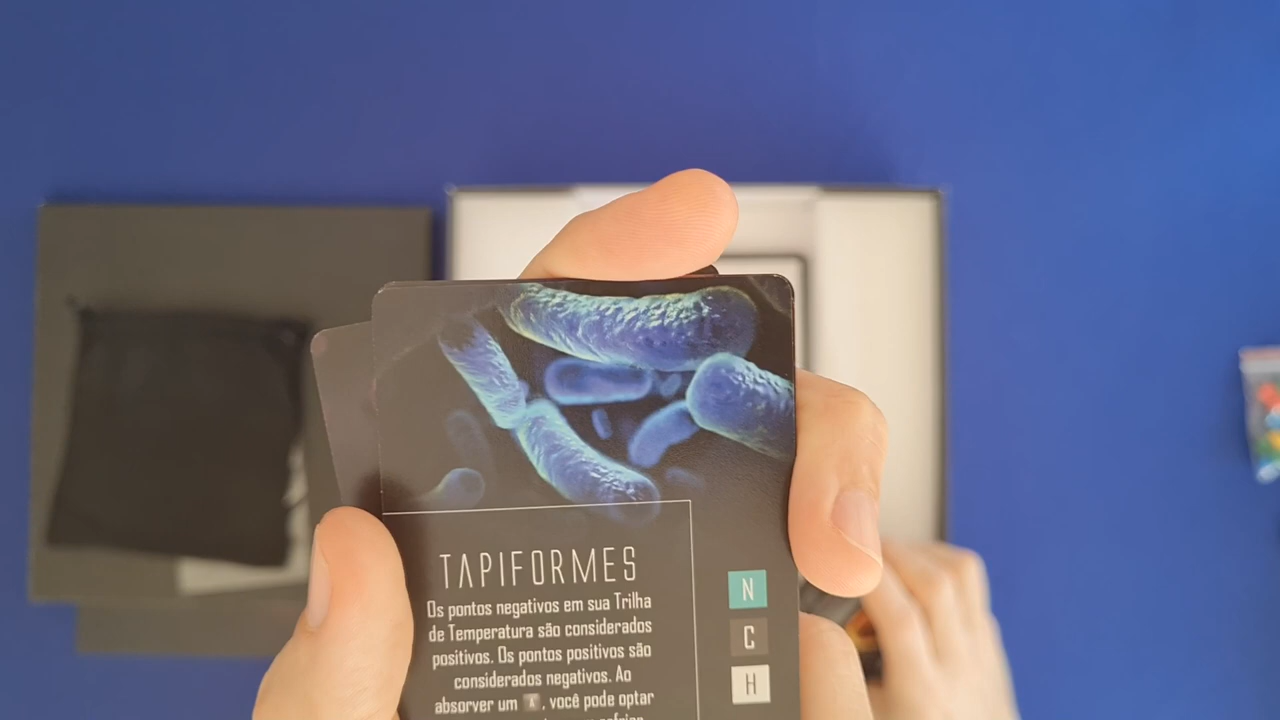 TAPIFORMES
Os pontos negativos em sua Trilha
de Temperatura são considerados
positivos. Os pontos positivos são
considerados negativos. Ao
absorver um A, você pode optar
N
C
H